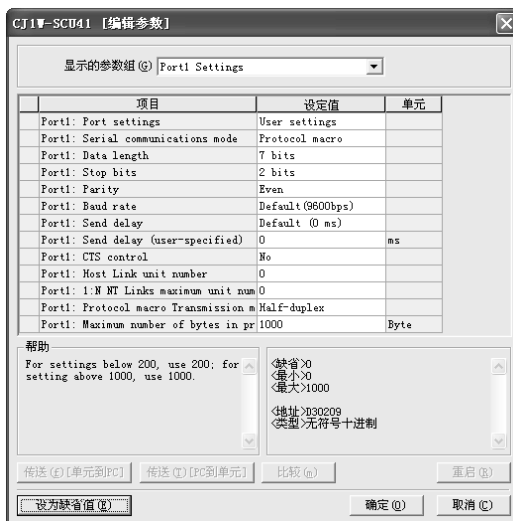 CJ1W-SCU41 [编辑参数]
显示的参数组(G) Port1 Settings
项目 设定值 单元
Port1: Port settings User settings
Port1: Serial communications mode Protocol macro
Port1: Data length 7 bits
Port1: Stop bits 2 bits
Port1: Parity Even
Port1: Baud rate Default(9600bps)
Port1: Send delay Default (0 ms)
Port1: Send delay (user-specified) 0 ms
Port1: CTS control No
Port1: Host Link unit number 0
Port1: 1:N NT Links maximum unit num 0
Port1: Protocol macro Transmission m Half-duplex
Port1: Maximum number of bytes in pr 1000 Byte
帮助
For settings below 200, use 200; for
setting above 1000, use 1000.
<缺省>0
<最小>0
<最大>1000
<地址>D30209
<类型>无符号十进制
传送(F)[单元到PC] 传送(T)[PC到单元] 比较(m) 重启(R)
设为缺省值(E) 确定(O) 取消(C)